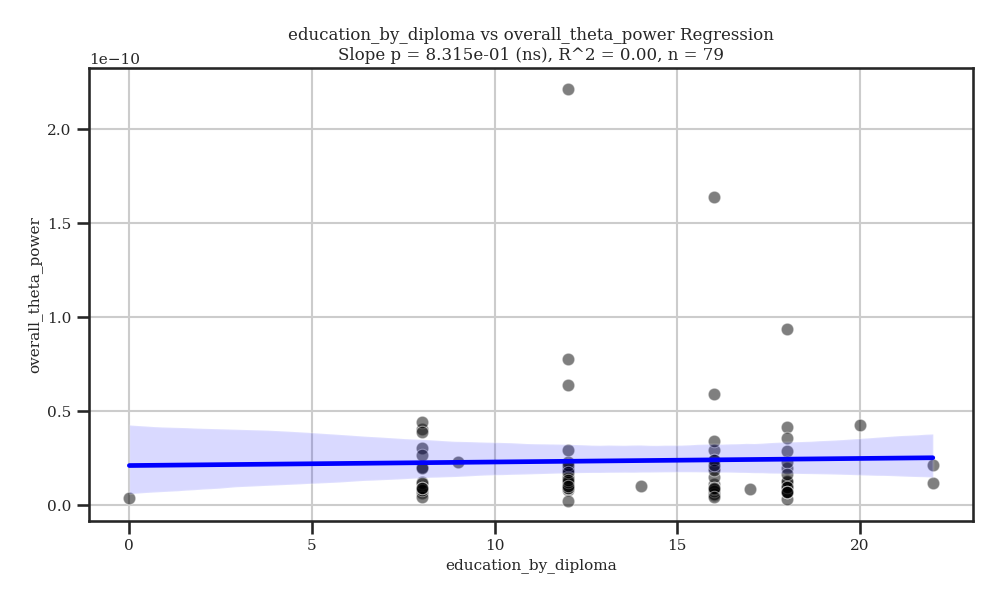 education_by_diploma vs overall_theta_power Regression
Slope p = 8.315e-01 (ns), R^2 = 0.00, n = 79
1e−10
2.0
1.5
1.0
0.5
0.0
overall_theta_power
0
5
10
15
20
education_by_diploma